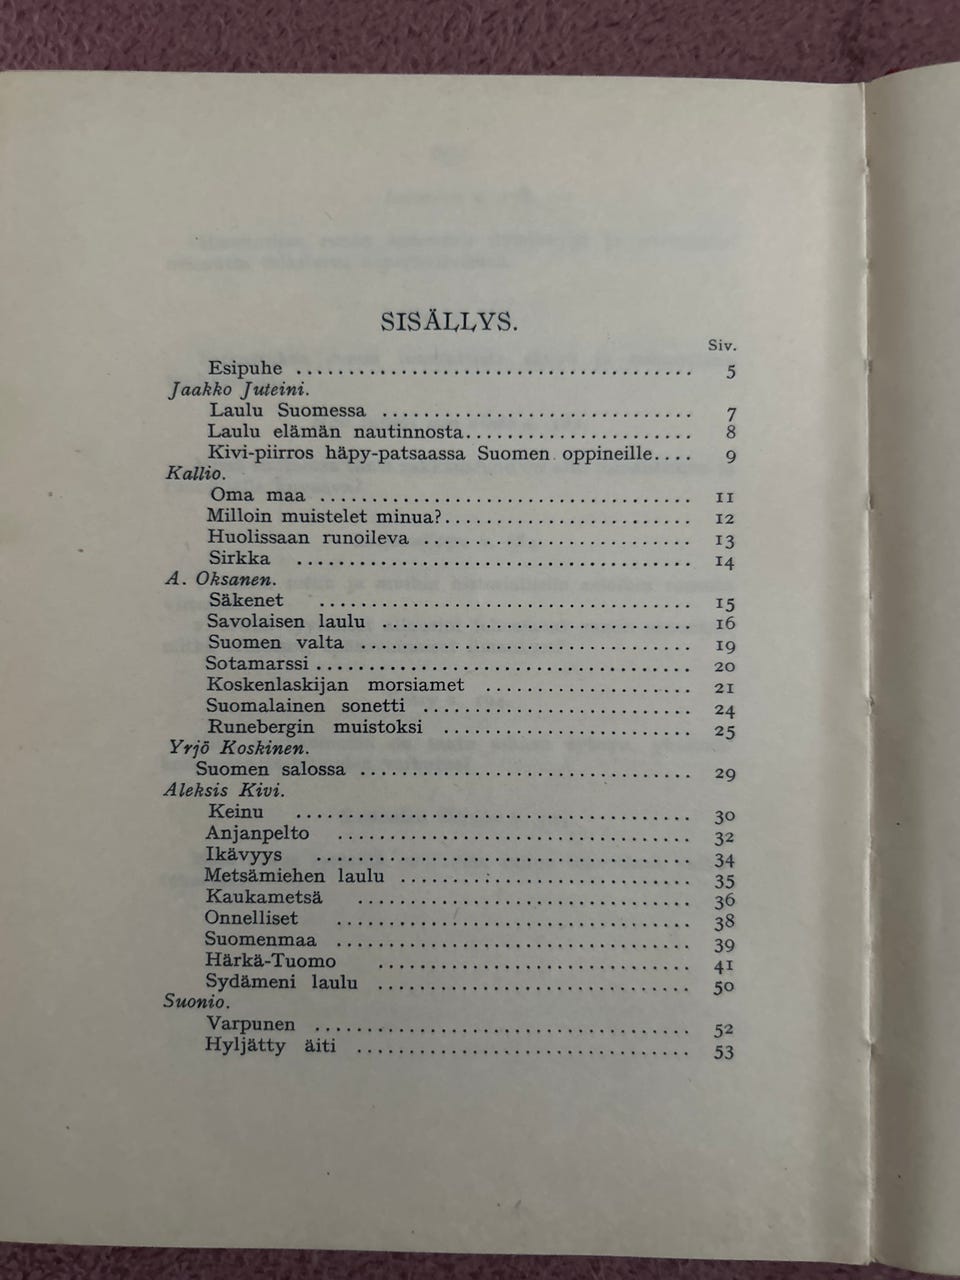 SISÄLLYS.
Siv.
Esipuhe ...................................... 5
Jaakko Juteini.
Laulu Suomessa .............................. 7
Laulu elämän nautinnosta...................... 8
Kivi-piirros häpy-patsaassa Suomen oppineille.... 9
Kallio.
Oma maa .................................... 11
Milloin muistelet minua?........................ 12
Huolissaan runoileva .......................... 13
Sirkka ...................................... 14
A. Oksanen.
Säkenet .................................... 15
Savolaisen laulu .............................. 16
Suomen valta ................................ 19
Sotamarssi.................................... 20
Koskenlaskijan morsiamet .................... 21
Suomalainen sonetti .......................... 24
Runebergin muistoksi ........................ 25
Yrjö Koskinen.
Suomen salossa ................................ 29
Aleksis Kivi.
Keinu ...................................... 30
Anjanpelto .................................. 32
Ikävyys .................................... 34
Metsämiehen laulu ............................ 35
Kaukametsä ................................ 36
Onnelliset .................................. 38
Suomenmaa .................................. 39
Härkä-Tuomo .............................. 41
Sydämeni laulu .............................. 50
Suonio.
Varpunen .................................... 52
Hyljätty äiti ................................ 53